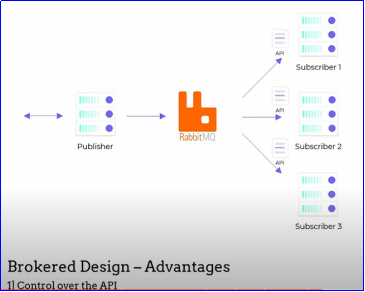 API
Subscriber 1
API
Publisher
RabbitMQ
Subscriber 2
API
Subscriber 3
Brokered Design – Advantages
1] Control over the API